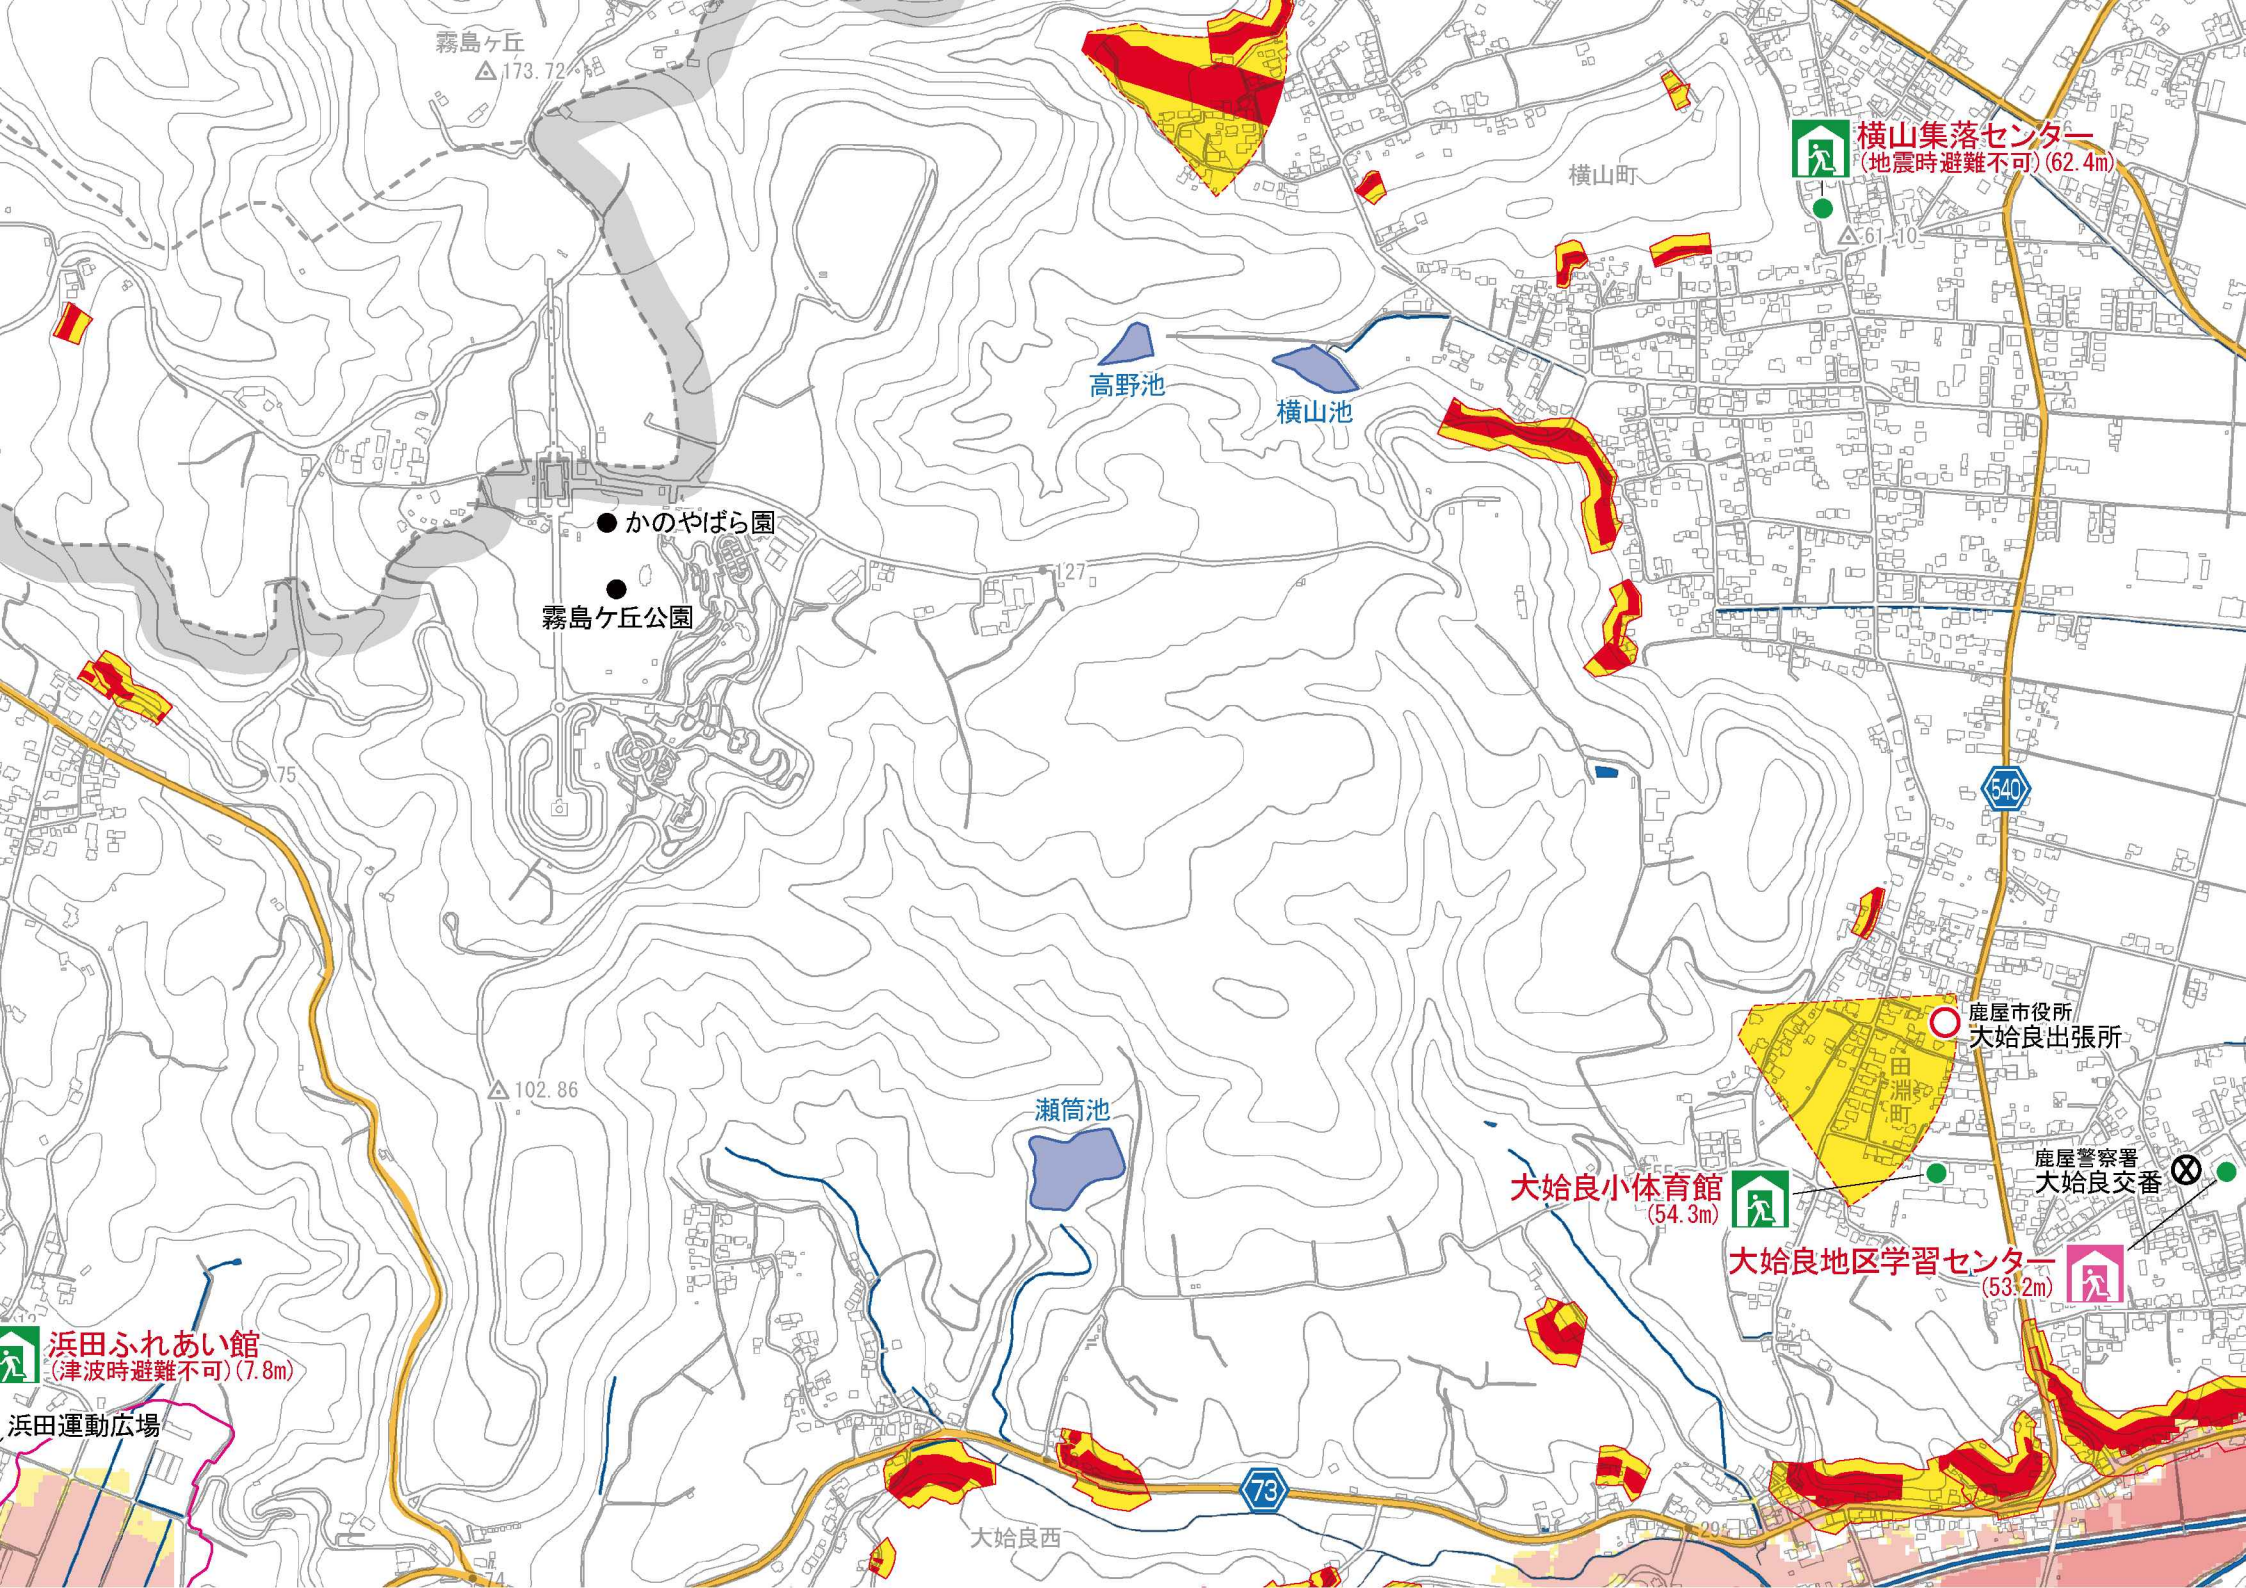 霧島ヶ丘
173.72
横山集落センター
(地震時避難不可)(62.4m)
横山町
61.10
高野池
横山池
かのやばら園
127
霧島ケ丘公園
75
540
鹿屋市役所
大姶良出張所
田淵町
102.86
瀬筒池
鹿屋警察署
大姶良交番
55
大姶良小体育館
(54.3m)
大姶良地区学習センター
(53.2m)
浜田ふれあい館
(津波時避難不可)(7.8m)
浜田運動広場
73
29
大姶良西
74